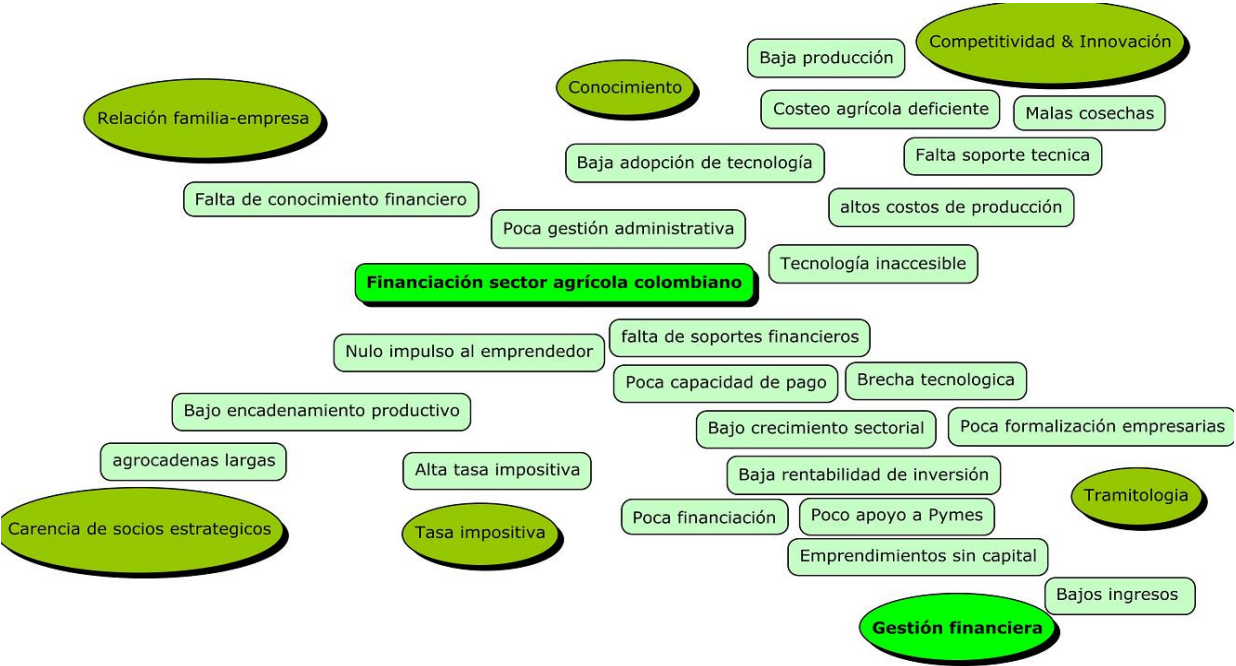 Competitividad & Innovación
Baja producción
Conocimiento
Relación familia-empresa
Costeo agrícola deficiente
Malas cosechas
Baja adopción de tecnología
Falta soporte tecnica
Falta de conocimiento financiero
altos costos de producción
Poca gestión administrativa
Tecnología inaccesible
Financiación sector agrícola colombiano
falta de soportes financieros
Nulo impulso al emprendedor
Poca capacidad de pago
Brecha tecnologica
Bajo encadenamiento productivo
Bajo crecimiento sectorial
Poca formalización empresarias
agrocadenas largas
Alta tasa impositiva
Baja rentabilidad de inversión
Tramitologia
Poca financiación
Poco apoyo a Pymes
Carencia de socios estrategicos
Tasa impositiva
Emprendimientos sin capital
Bajos ingresos
Gestión financiera